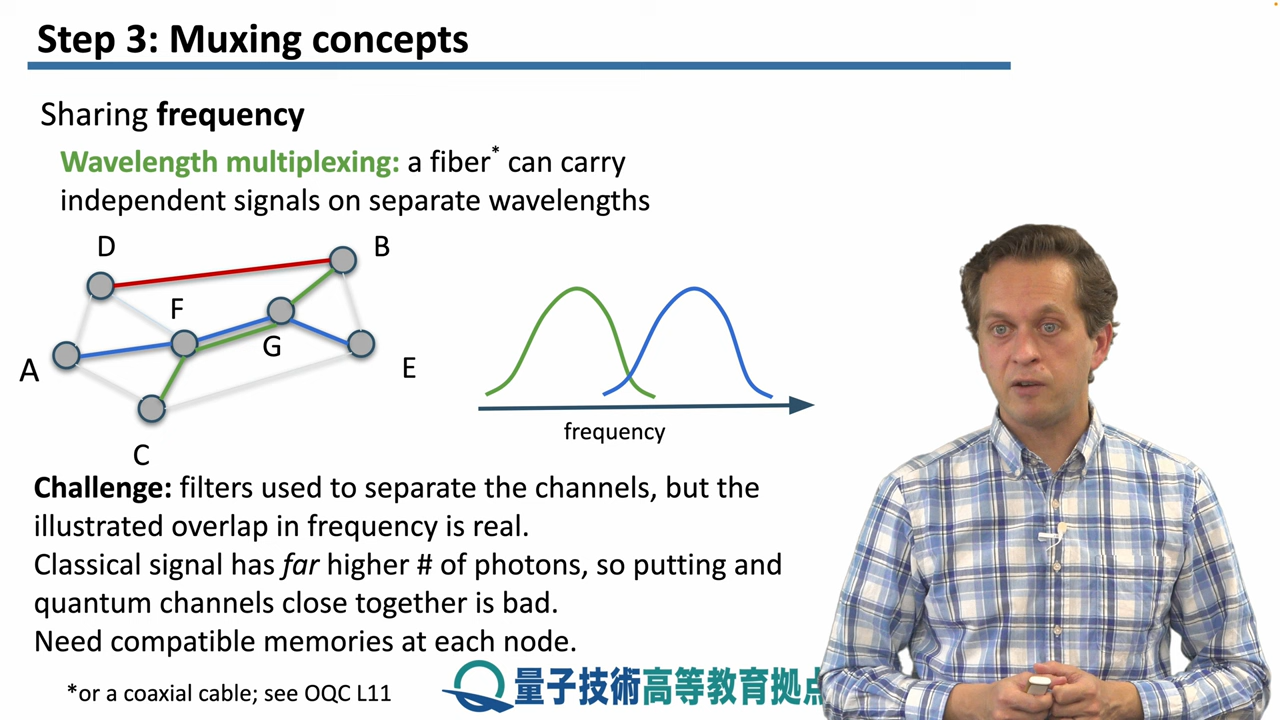 Step 3: Muxing concepts
Sharing frequency
Wavelength multiplexing: a fiber* can carry
independent signals on separate wavelengths
D
B
F
G
A
E
C
frequency
Challenge: filters used to separate the channels, but the
illustrated overlap in frequency is real.
Classical signal has far higher # of photons, so putting and
quantum channels close together is bad.
Need compatible memories at each node.
*or a coaxial cable; see OQC L11
量子技術高等教育拠点